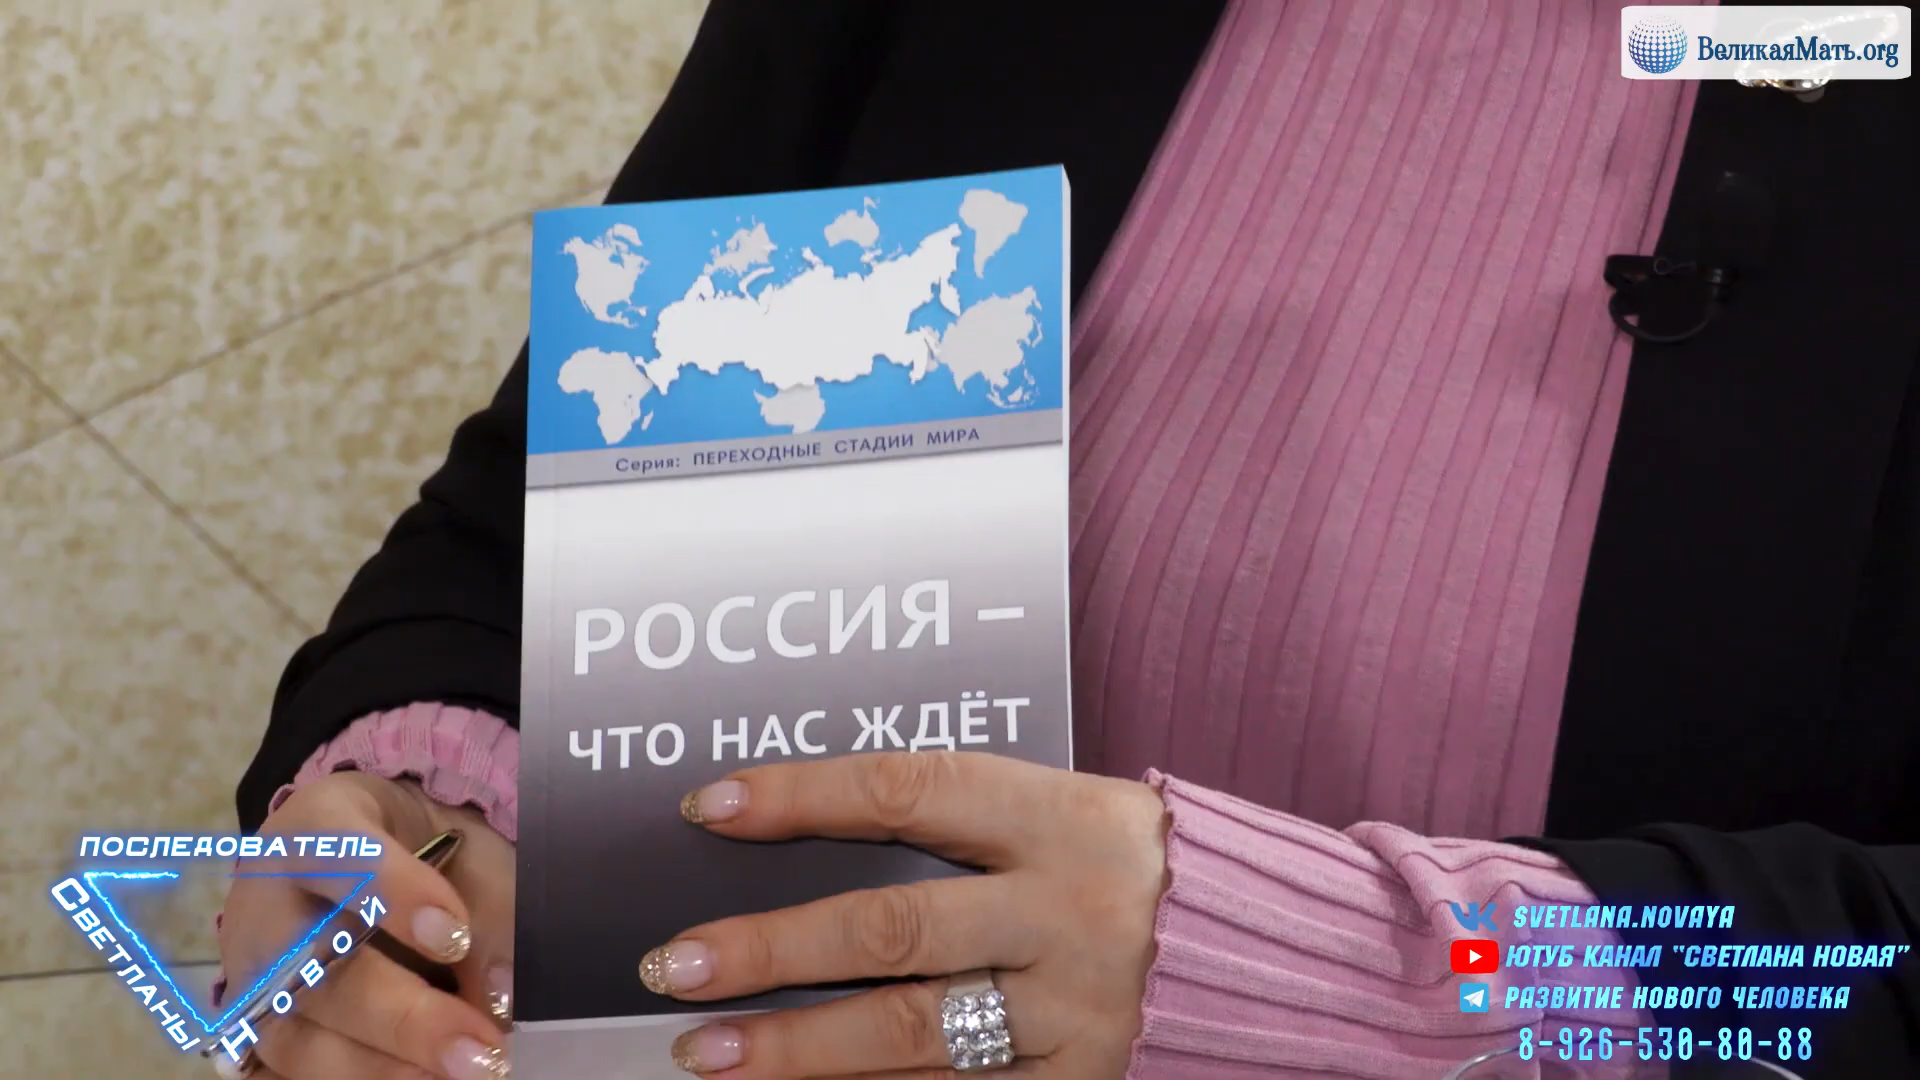 ВеликаяМать.org
Серия: ПЕРЕХОДНЫЕ СТАДИИ МИРА
РОССИЯ –
ЧТО НАС ЖДЁТ
ПОСЛЕДОВАТЕЛЬ
СВЕТЛАНЫ
НОВОЙ
SVETLANA.NOVAYA
ЮТУБ КАНАЛ "СВЕТЛАНА НОВАЯ"
РАЗВИТИЕ НОВОГО ЧЕЛОВЕКА
8-926-530-80-88